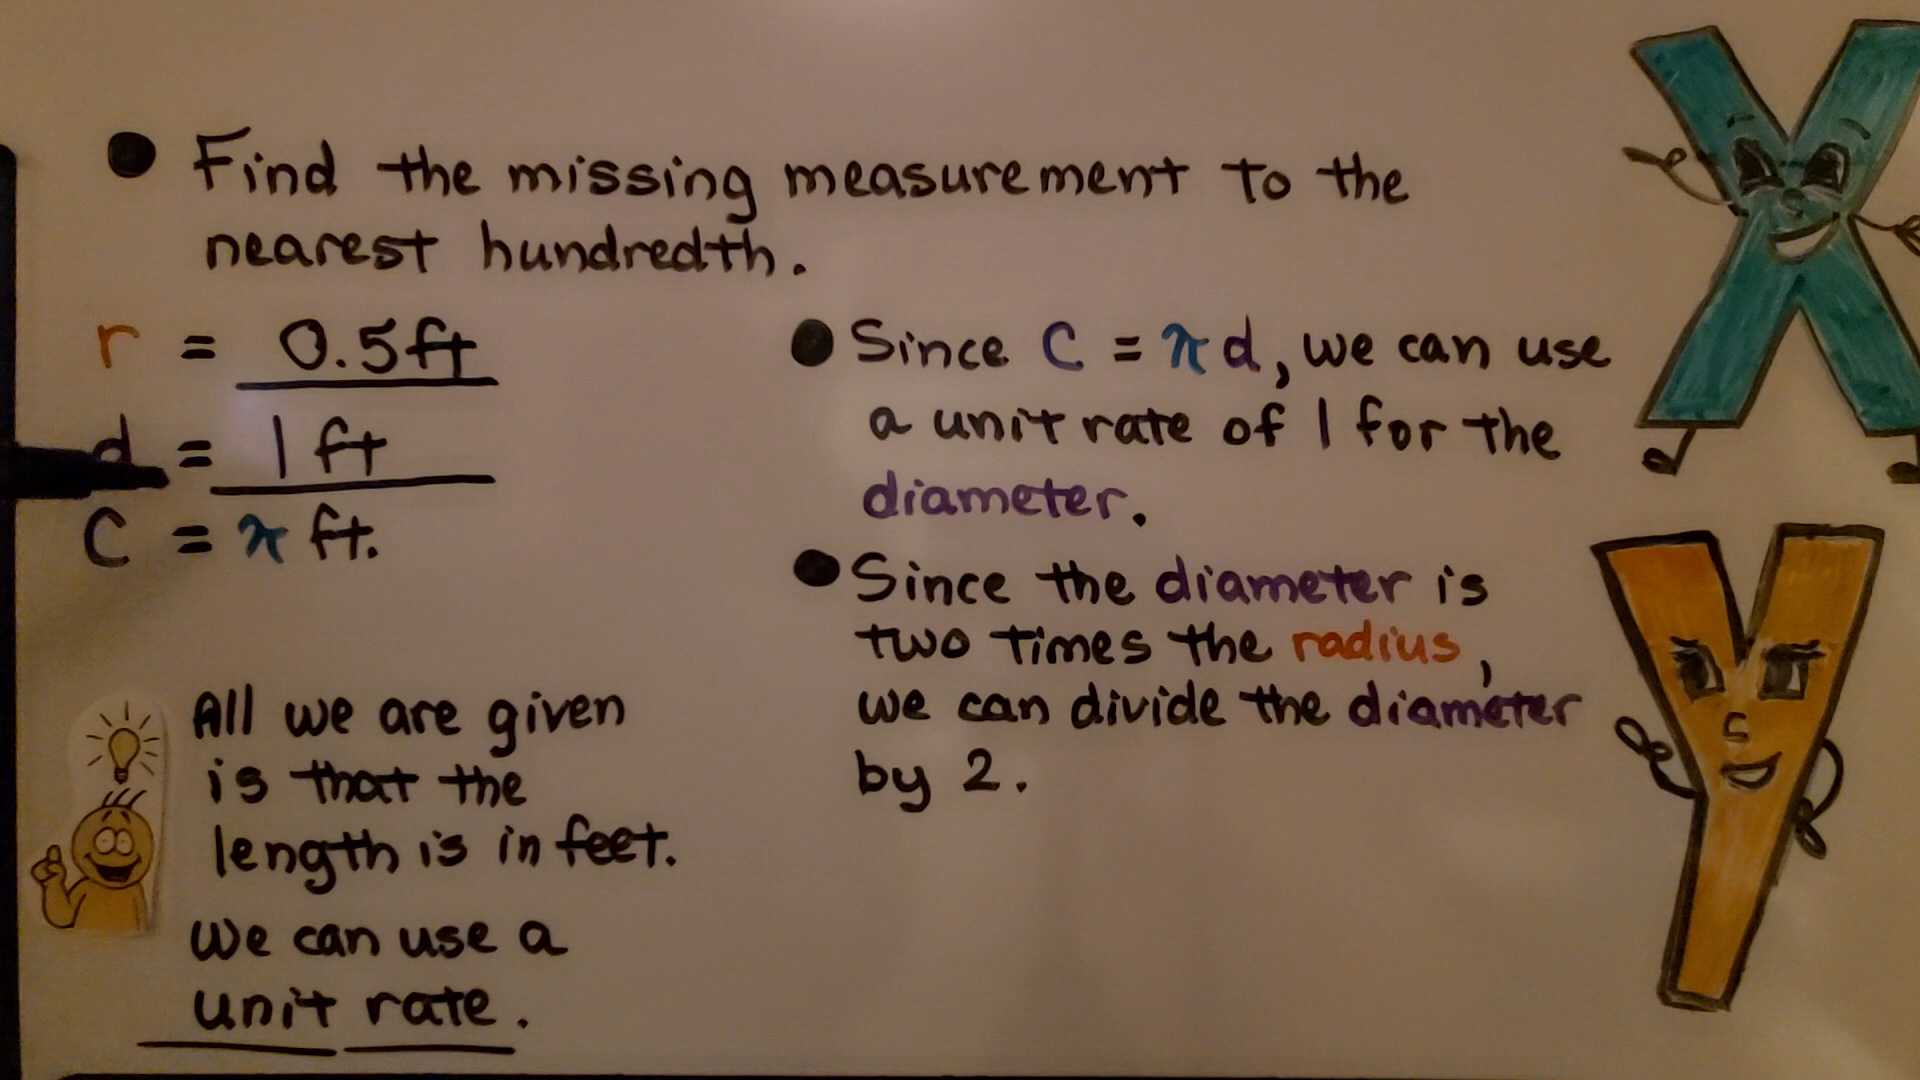 ● Find the missing measurement to the
nearest hundredth.
r = 0.5ft
d = 1 ft
C = π ft.
All we are given
is that the
length is in feet.
We can use a
unit rate.
● Since C = πd, we can use
a unit rate of 1 for the
diameter.
● Since the diameter is
two times the radius,
we can divide the diameter
by 2.
X
Y